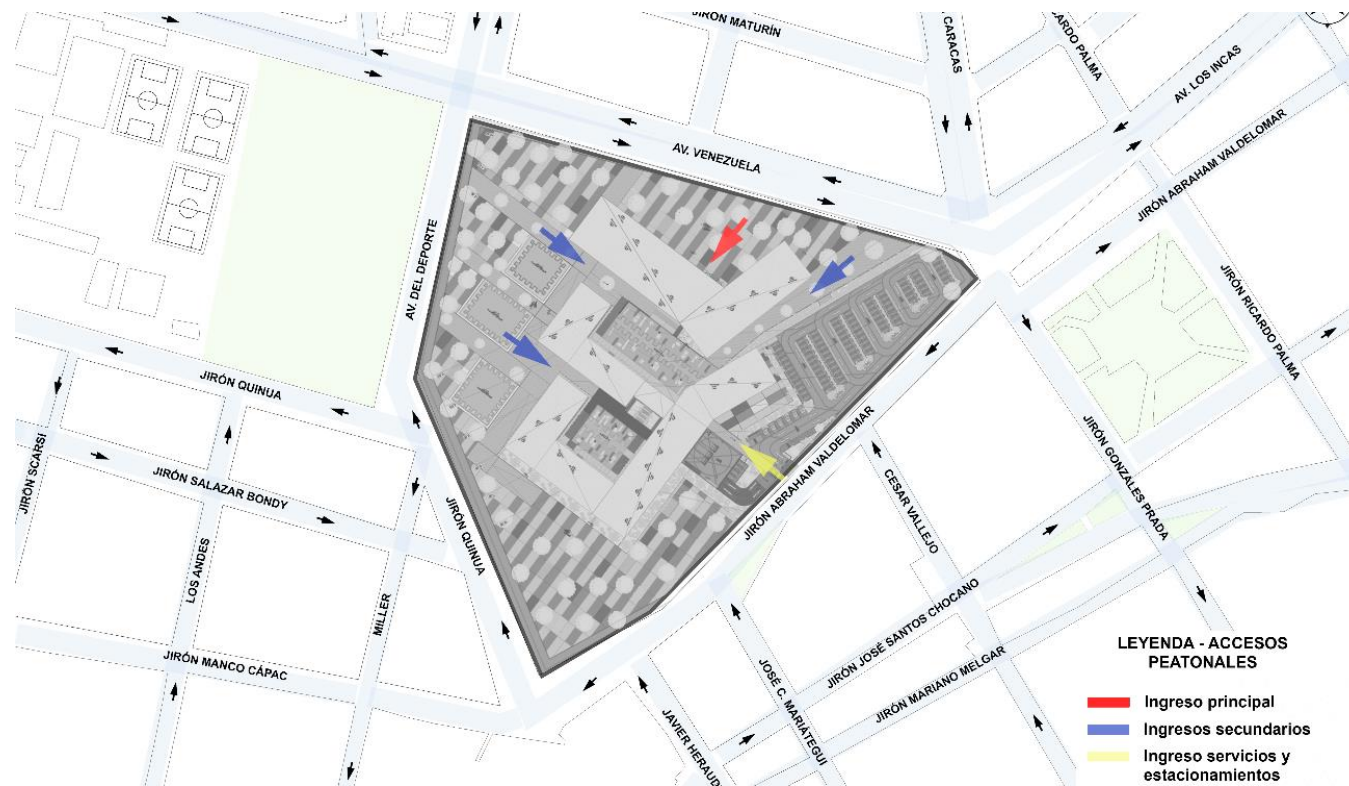 JIRÓN MATURÍN
CARACAS
CARDO PALMA
AV. LOS INCAS
JIRÓN ABRAHAM VALDELOMAR
AV. VENEZUELA
AV. DEL DEPORTE
JIRÓN RICARDO PALMA
JIRÓN QUINUA
JIRÓN SCARSI
JIRÓN SALAZAR BONDY
LOS ANDES
JIRÓN QUINUA
JIRÓN ABRAHAM VALDELOMAR
CESAR VALLEJO
JIRÓN GONZALES PRADA
MILLER
JIRÓN MANCO CÁPAC
JIRÓN JOSÉ SANTOS CHOCANO
JIRÓN MARIANO MELGAR
JOSÉ C. MARIÁTEGUI
JAVIER HERAUD
LEYENDA - ACCESOS
PEATONALES
Ingreso principal
Ingresos secundarios
Ingreso servicios y
estacionamientos